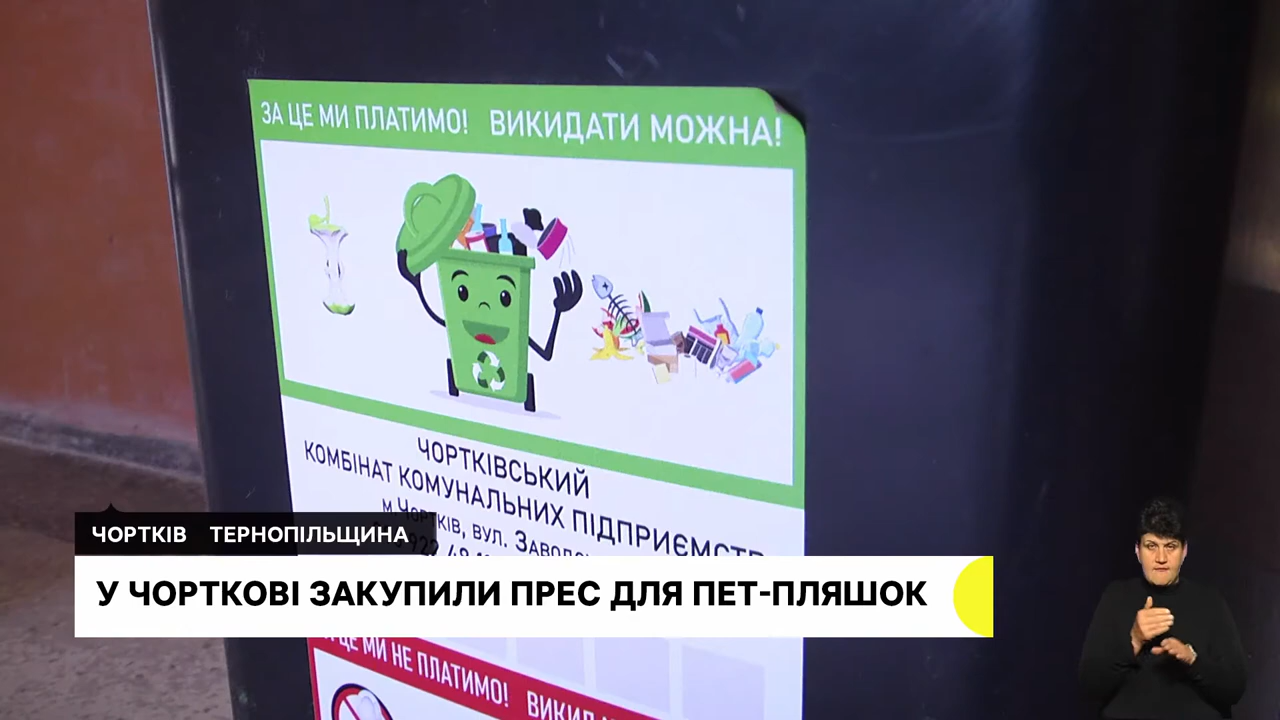 ЗА ЦЕ МИ ПЛАТИМО! ВИКИДАТИ МОЖНА!
ЧОРТКІВСЬКИЙ
КОМБІНАТ КОМУНАЛЬНИХ ПІДПРИЄМСТВ
м. Чортків, вул.
ЧОРТКІВ ТЕРНОПІЛЬЩИНА
У ЧОРТКОВІ ЗАКУПИЛИ ПРЕС ДЛЯ ПЕТ-ПЛЯШОК
ЦЕ МИ НЕ ПЛАТИМО!